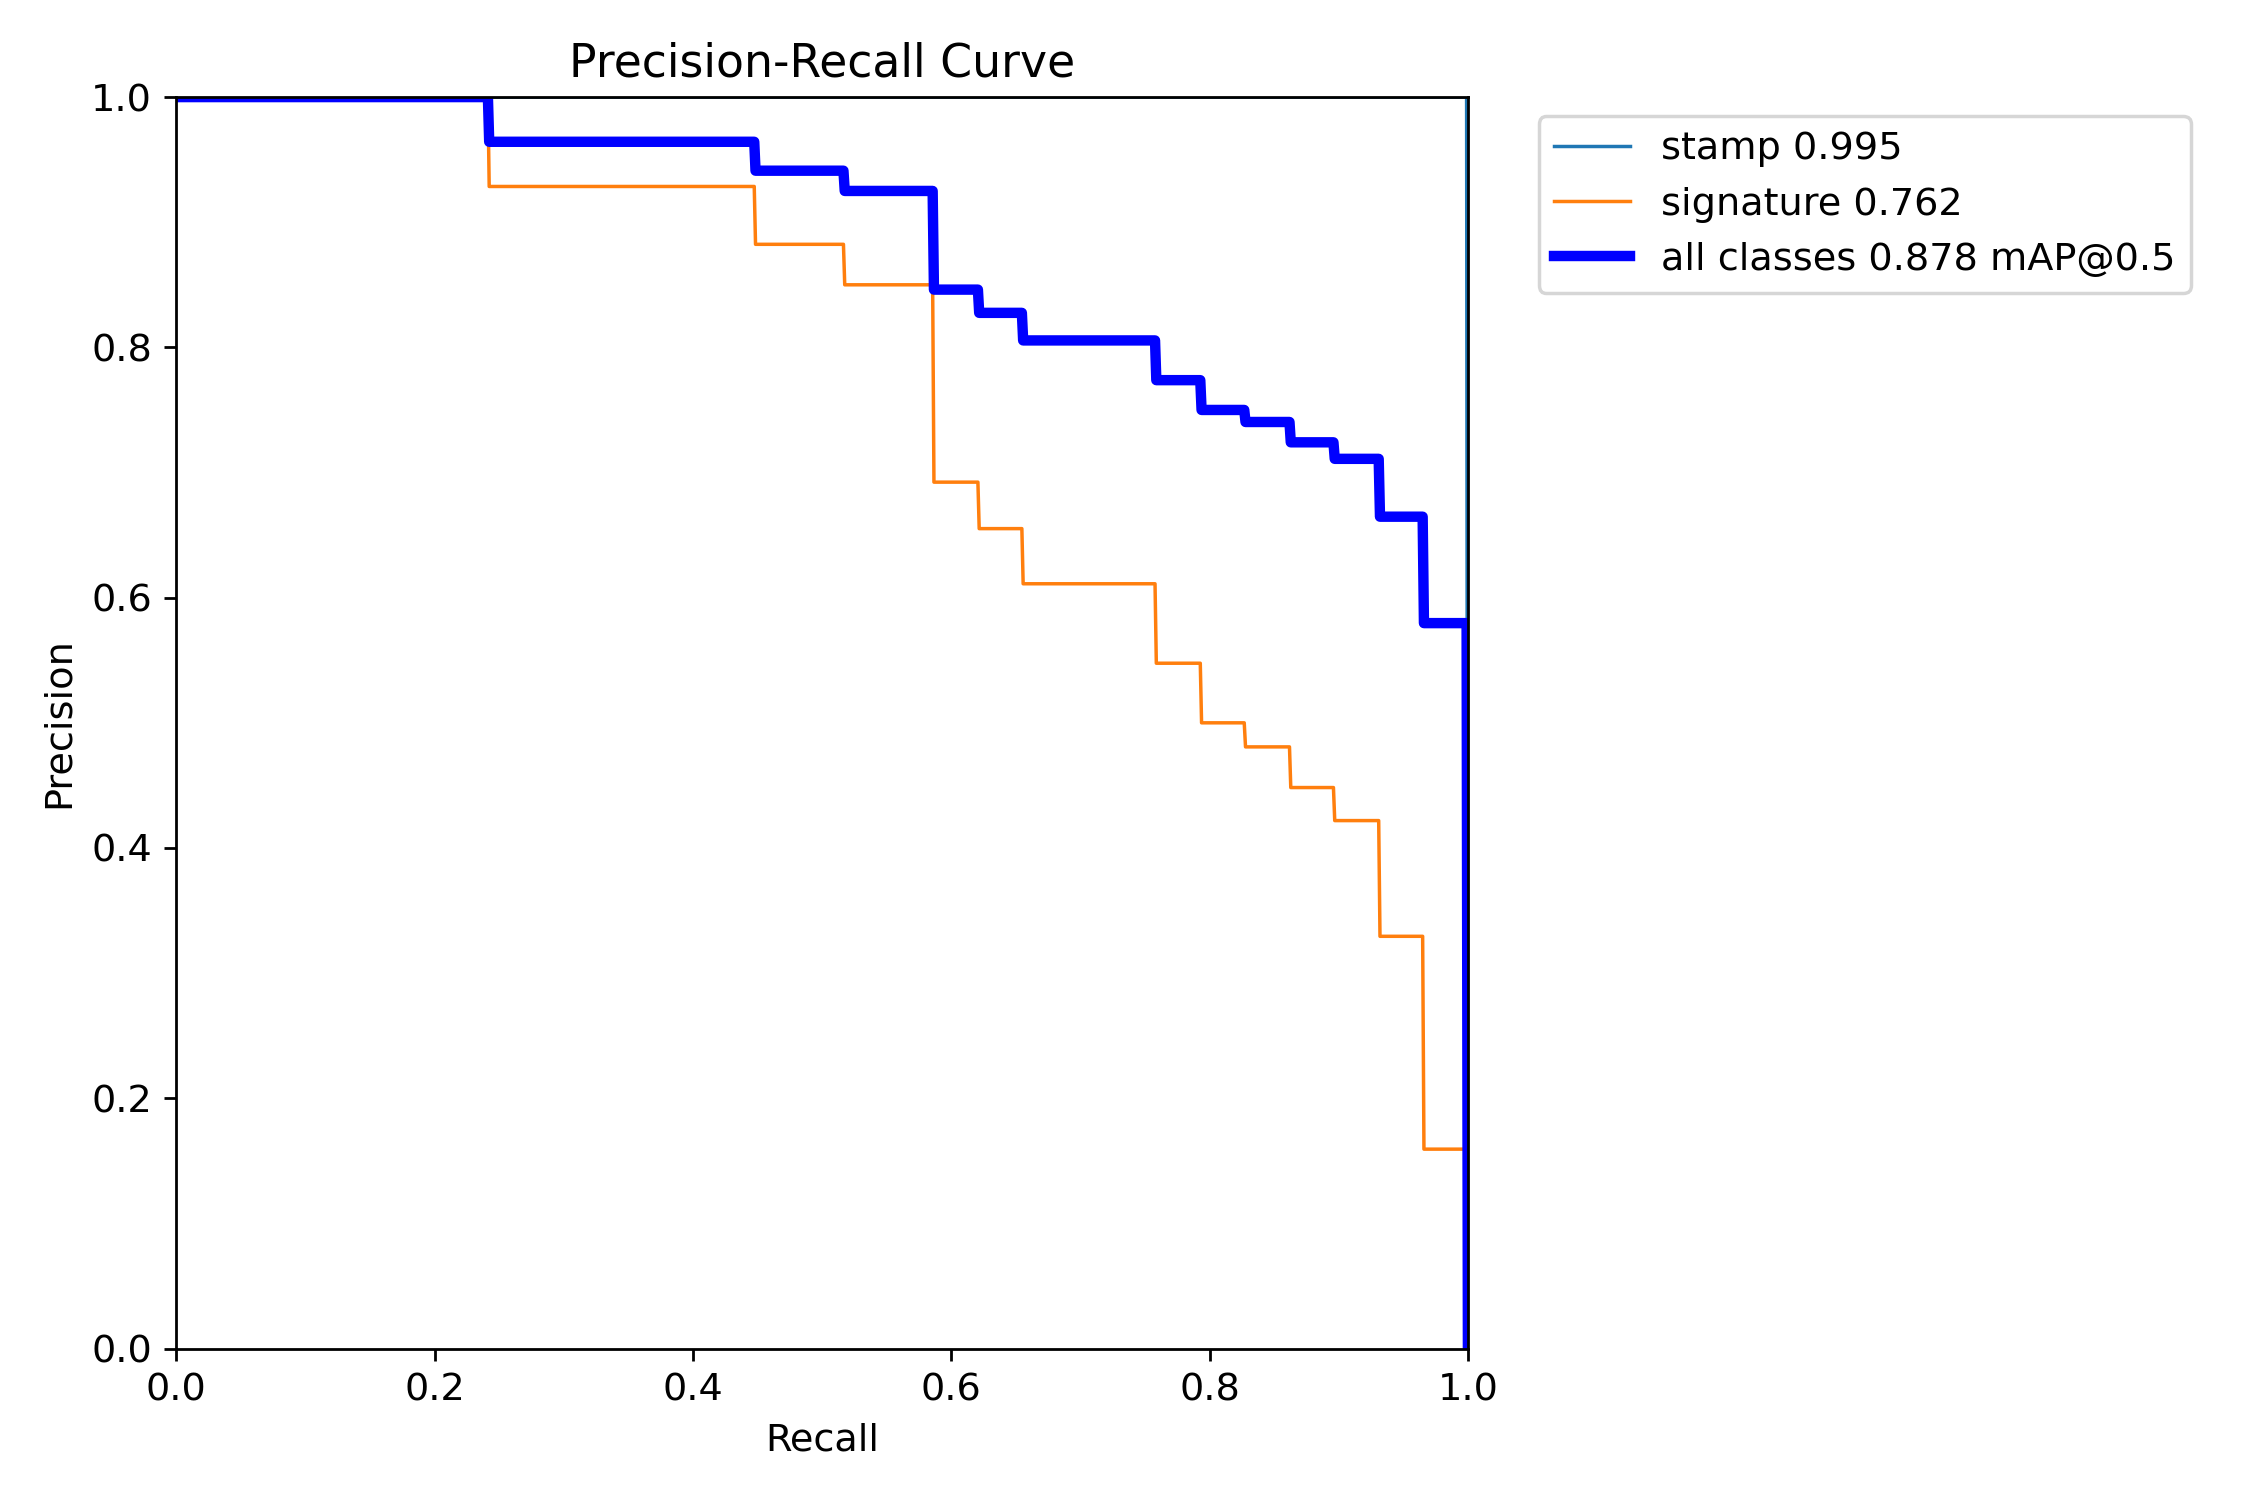 Precision-Recall Curve
stamp 0.995
signature 0.762
all classes 0.878 mAP@0.5
1.0
0.8
0.6
0.4
0.2
0.0
Precision
0.0 0.2 0.4 0.6 0.8 1.0
Recall